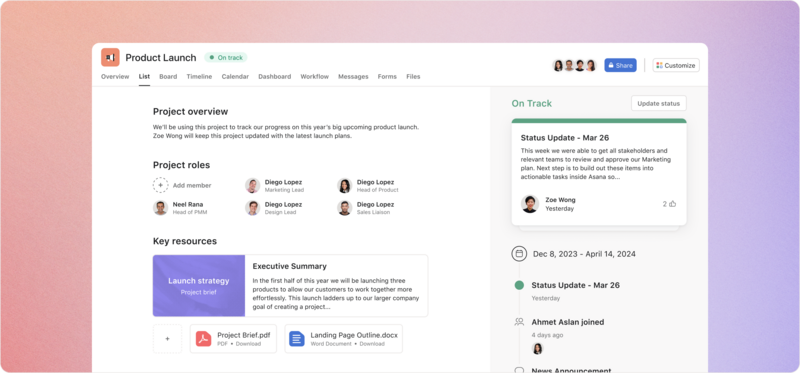 Product Launch
On track
Share
Customize
Overview
List
Board
Timeline
Calendar
Dashboard
Workflow
Messages
Forms
Files
Project overview
We'll be using this project to track our progress on this year's big upcoming product launch.
Zoe Wong will keep this project updated with the latest launch plans.
Project roles
Add member
Diego Lopez
Marketing Lead
Diego Lopez
Head of Product
Neel Rana
Head of PMM
Diego Lopez
Design Lead
Diego Lopez
Sales Liaison
Key resources
Launch strategy
Project brief
Executive Summary
In the first half of this year we will be launching three
products to allow our customers to work together more
effortlessly. This launch ladders up to our larger company
goal of creating a project...
+
Project Brief.pdf
PDF • Download
Landing Page Outline.docx
Word Document • Download
On Track
Update status
Status Update - Mar 26
This week we were able to get all stakeholders and
relevant teams to review and approve our Marketing
plan. Next step is to build out these items into
actionable tasks inside Asana so...
Zoe Wong
Yesterday
2
Dec 8, 2023 - April 14, 2024
Status Update - Mar 26
Yesterday
Ahmet Aslan joined
4 days ago
News Announcement